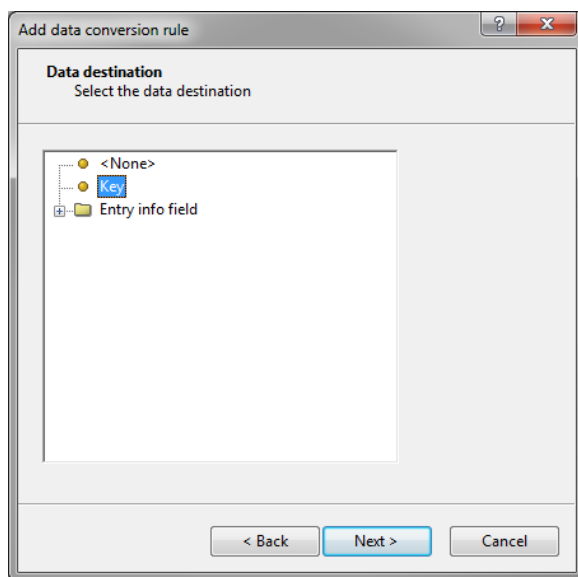 Add data conversion rule
?
X
Data destination
Select the data destination
<None>
Key
Entry info field
< Back Next > Cancel